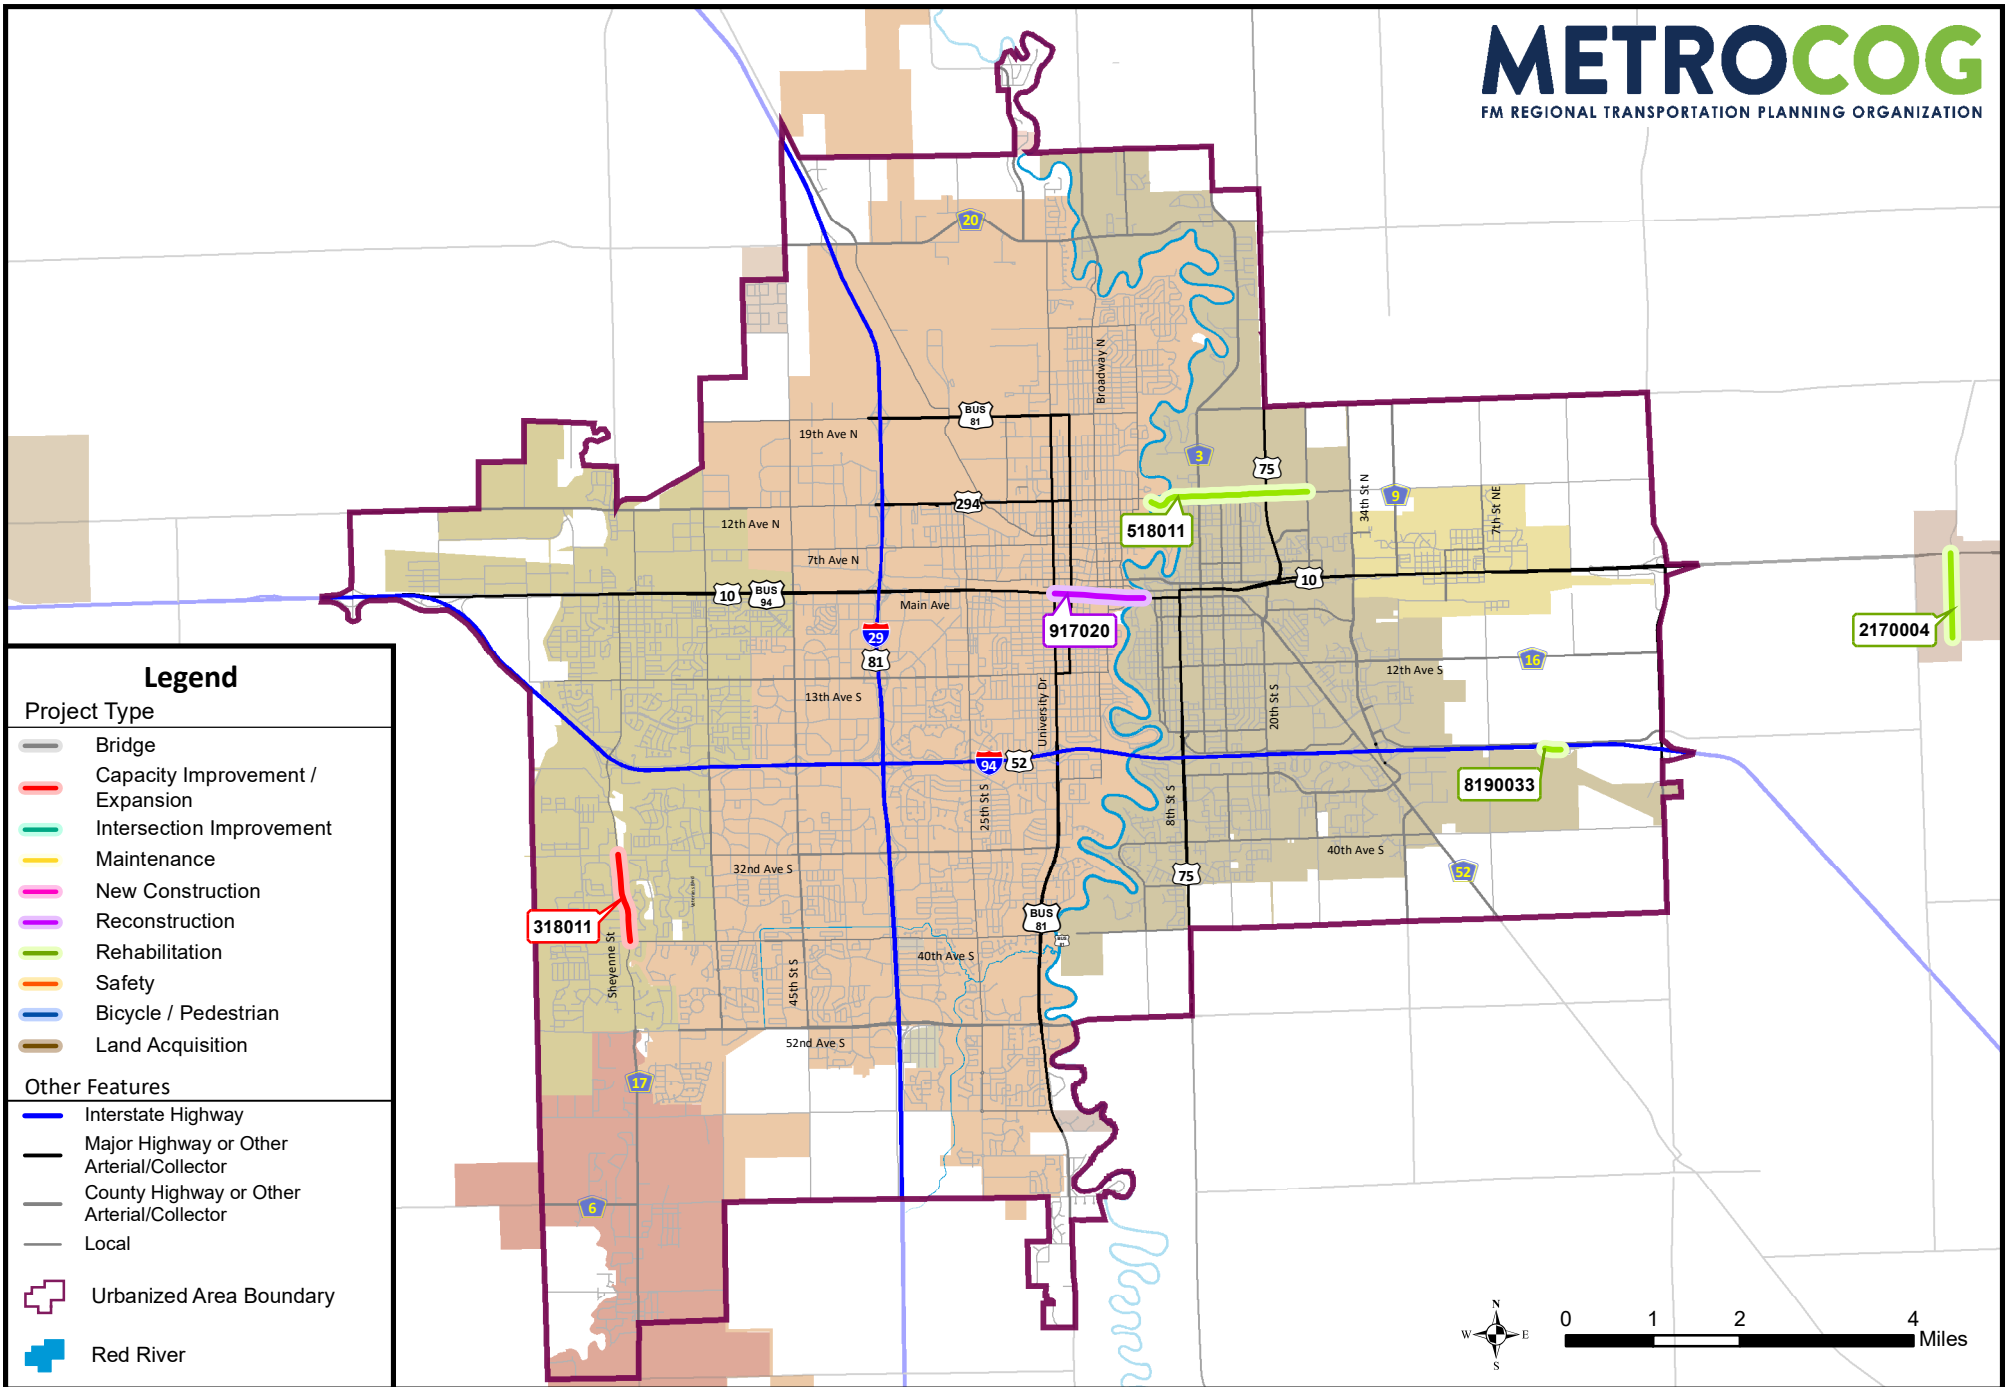 METROCOG
FM REGIONAL TRANSPORTATION PLANNING ORGANIZATION
20
Broadway N
BUS
81
19th Ave N
3
75
294
12th Ave N
34th St N
9
7th St NE
518011
7th Ave N
10
BUS
94
Main Ave
10
917020
2170004
29
81
16
12th Ave S
13th Ave S
University Dr
20th St S
94
52
8190033
25th St S
8th St S
40th Ave S
32nd Ave S
75
52
318011
BUS
81
Sheyenne St
45th St S
40th Ave S
52nd Ave S
17
6
Legend
Project Type
Bridge
Capacity Improvement /
Expansion
Intersection Improvement
Maintenance
New Construction
Reconstruction
Rehabilitation
Safety
Bicycle / Pedestrian
Land Acquisition
Other Features
Interstate Highway
Major Highway or Other
Arterial/Collector
County Highway or Other
Arterial/Collector
Local
Urbanized Area Boundary
Red River
N
W E
S
0 1 2 4
Miles